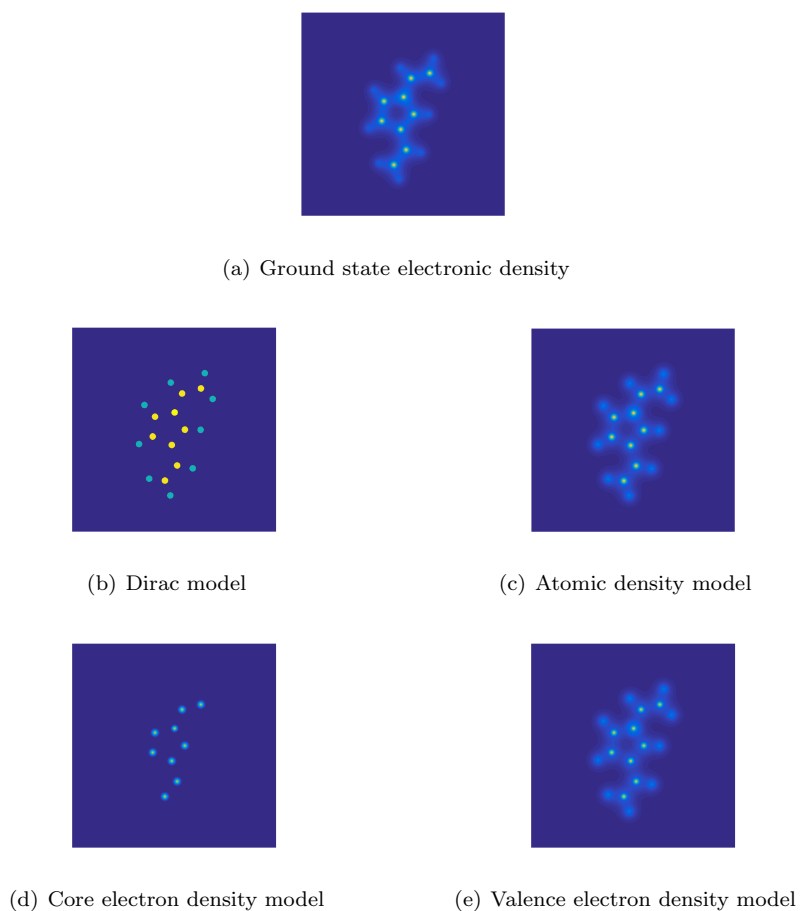 (a) Ground state electronic density
(b) Dirac model
(c) Atomic density model
(d) Core electron density model
(e) Valence electron density model